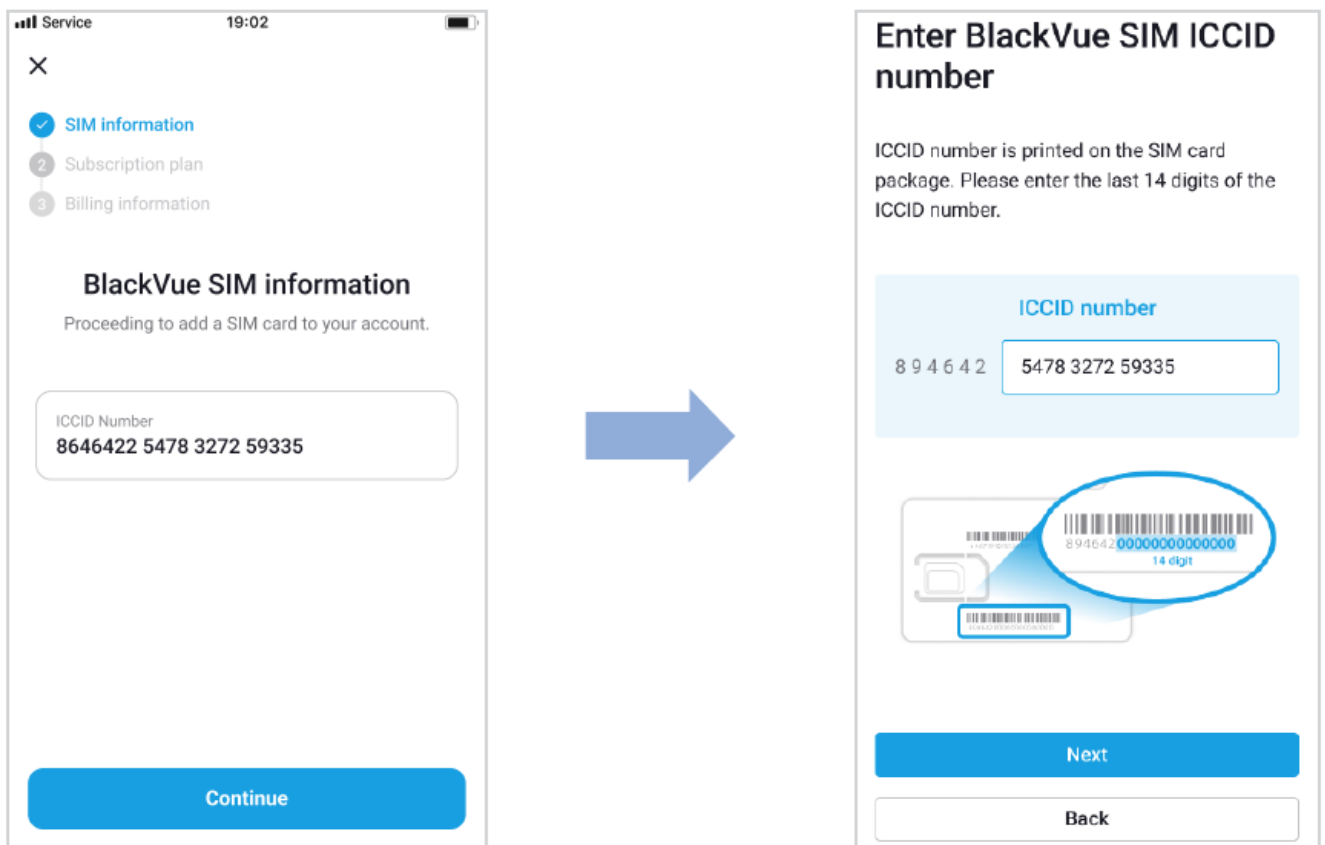 Service 19:02
SIM information
2 Subscription plan
3 Billing information
BlackVue SIM information
Proceeding to add a SIM card to your account.
ICCID Number
8646422 5478 3272 59335
Continue
Enter BlackVue SIM ICCID
number
ICCID number is printed on the SIM card
package. Please enter the last 14 digits of the
ICCID number.
ICCID number
894642 5478 3272 59335
89464200000000000000
14 digit
Next
Back